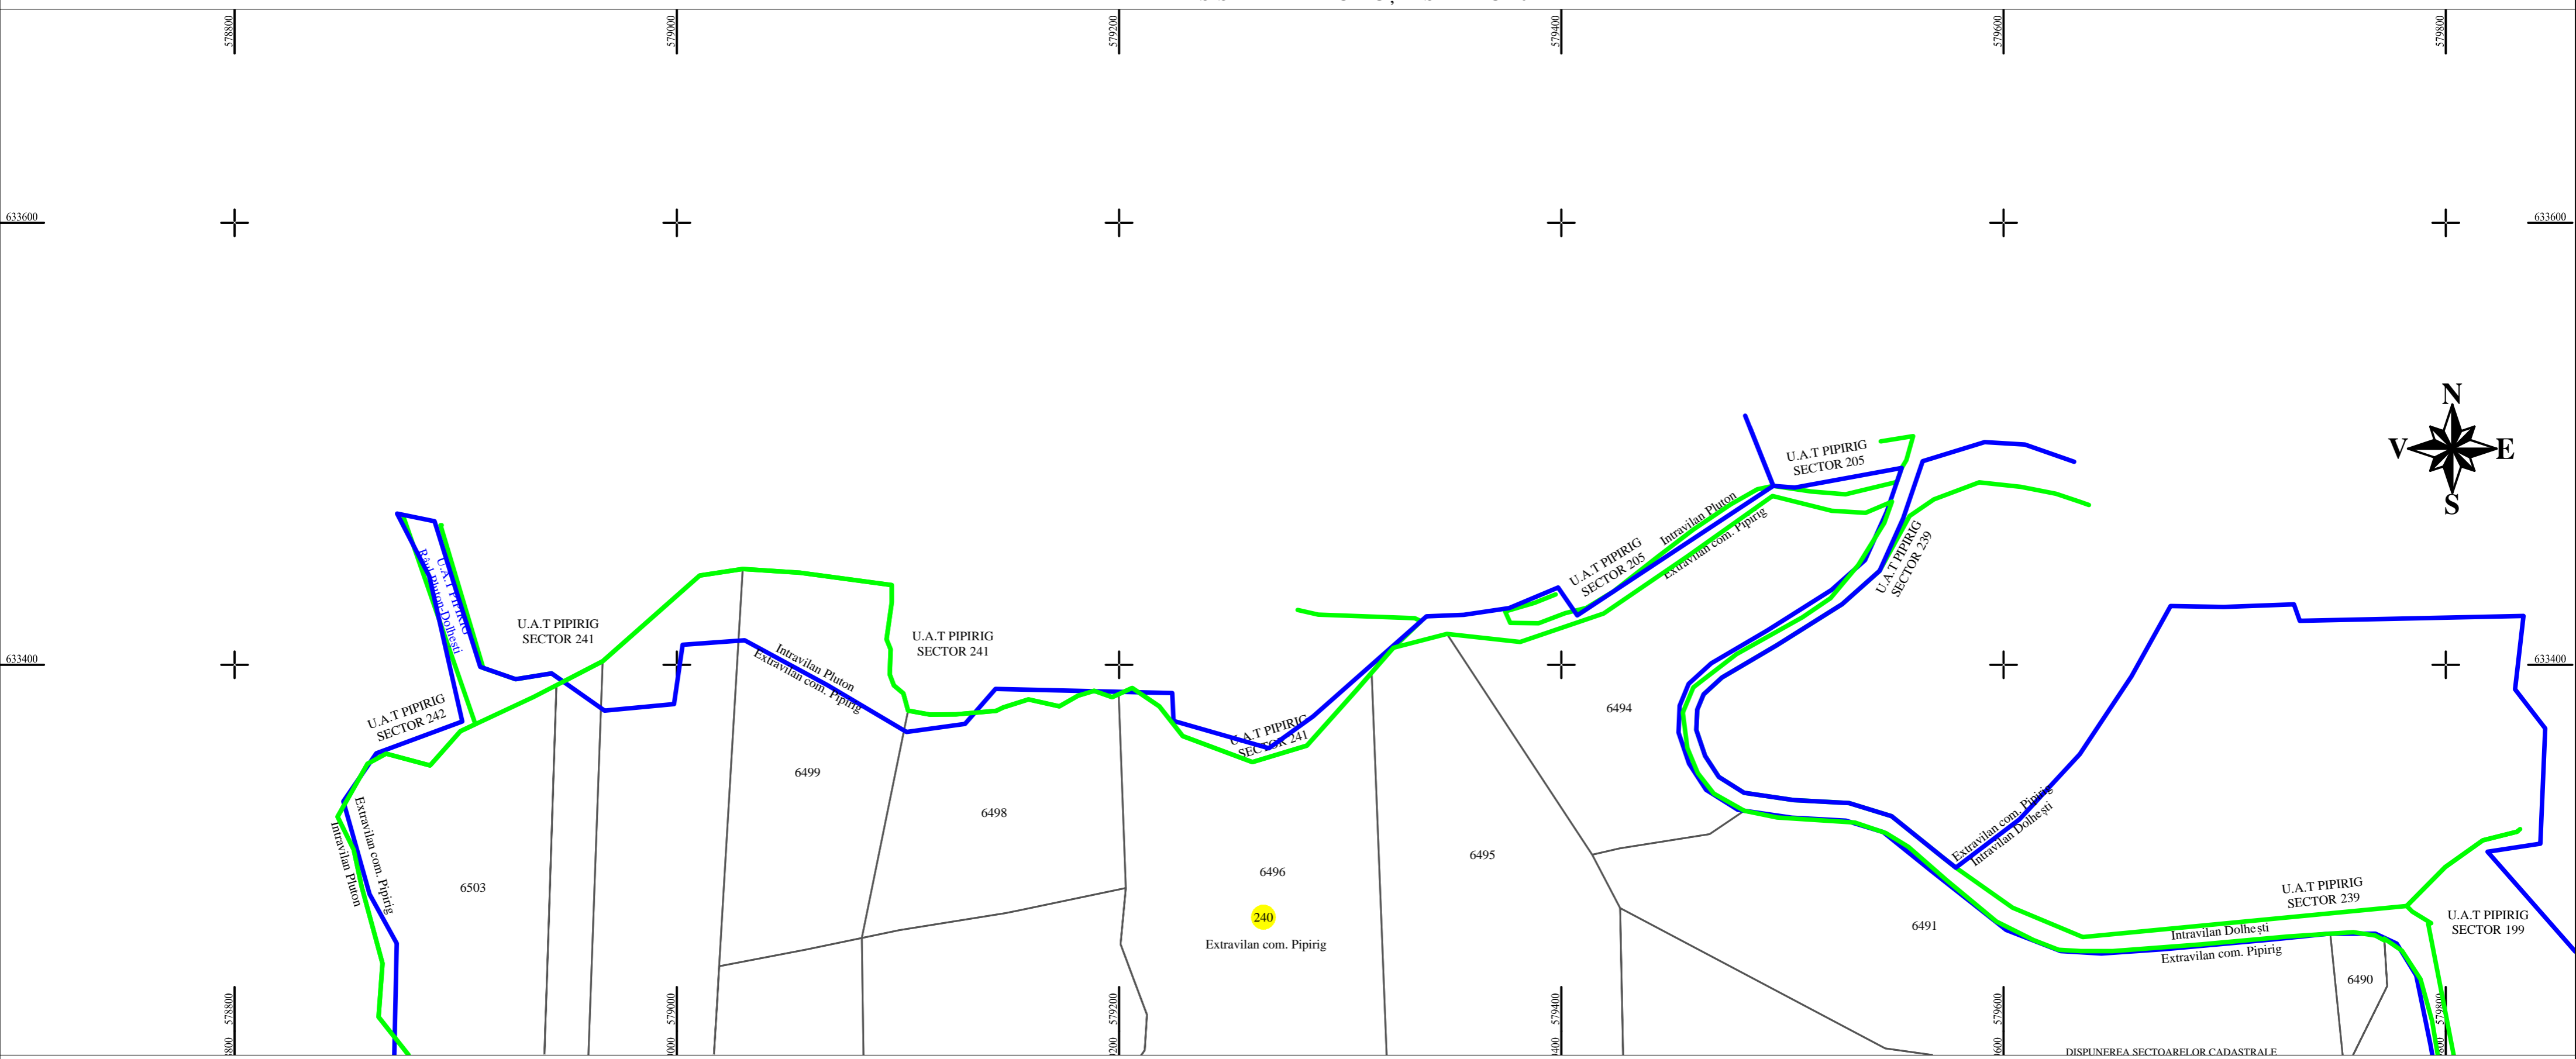 578800
579000
579200
579400
579600
579800
633600
633600
N
V
E
S
U.A.T PIPIRIG
SECTOR 205
Intravilan Pluton
Extravilan com. Pipirig
U.A.T PIPIRIG
SECTOR 205
U.A.T PIPIRIG
SECTOR 239
Râul Pluton-Dolhești
U.A.T PIPIRIG
U.A.T PIPIRIG
SECTOR 241
U.A.T PIPIRIG
SECTOR 241
Intravilan Pluton
Extravilan com. Pipirig
633400
633400
U.A.T PIPIRIG
SECTOR 242
U.A.T PIPIRIG
SECTOR 241
6494
6499
6498
6495
6496
6503
Extravilan com. Pipirig
Intravilan Pluton
Extravilan com. Pipirig
Intravilan Dolhești
240
Extravilan com. Pipirig
6491
U.A.T PIPIRIG
SECTOR 239
Intravilan Dolhești
Extravilan com. Pipirig
U.A.T PIPIRIG
SECTOR 199
6490
578800
579000
579200
579400
579600
579800
DISPUNEREA SECTOARELOR CADASTRALE